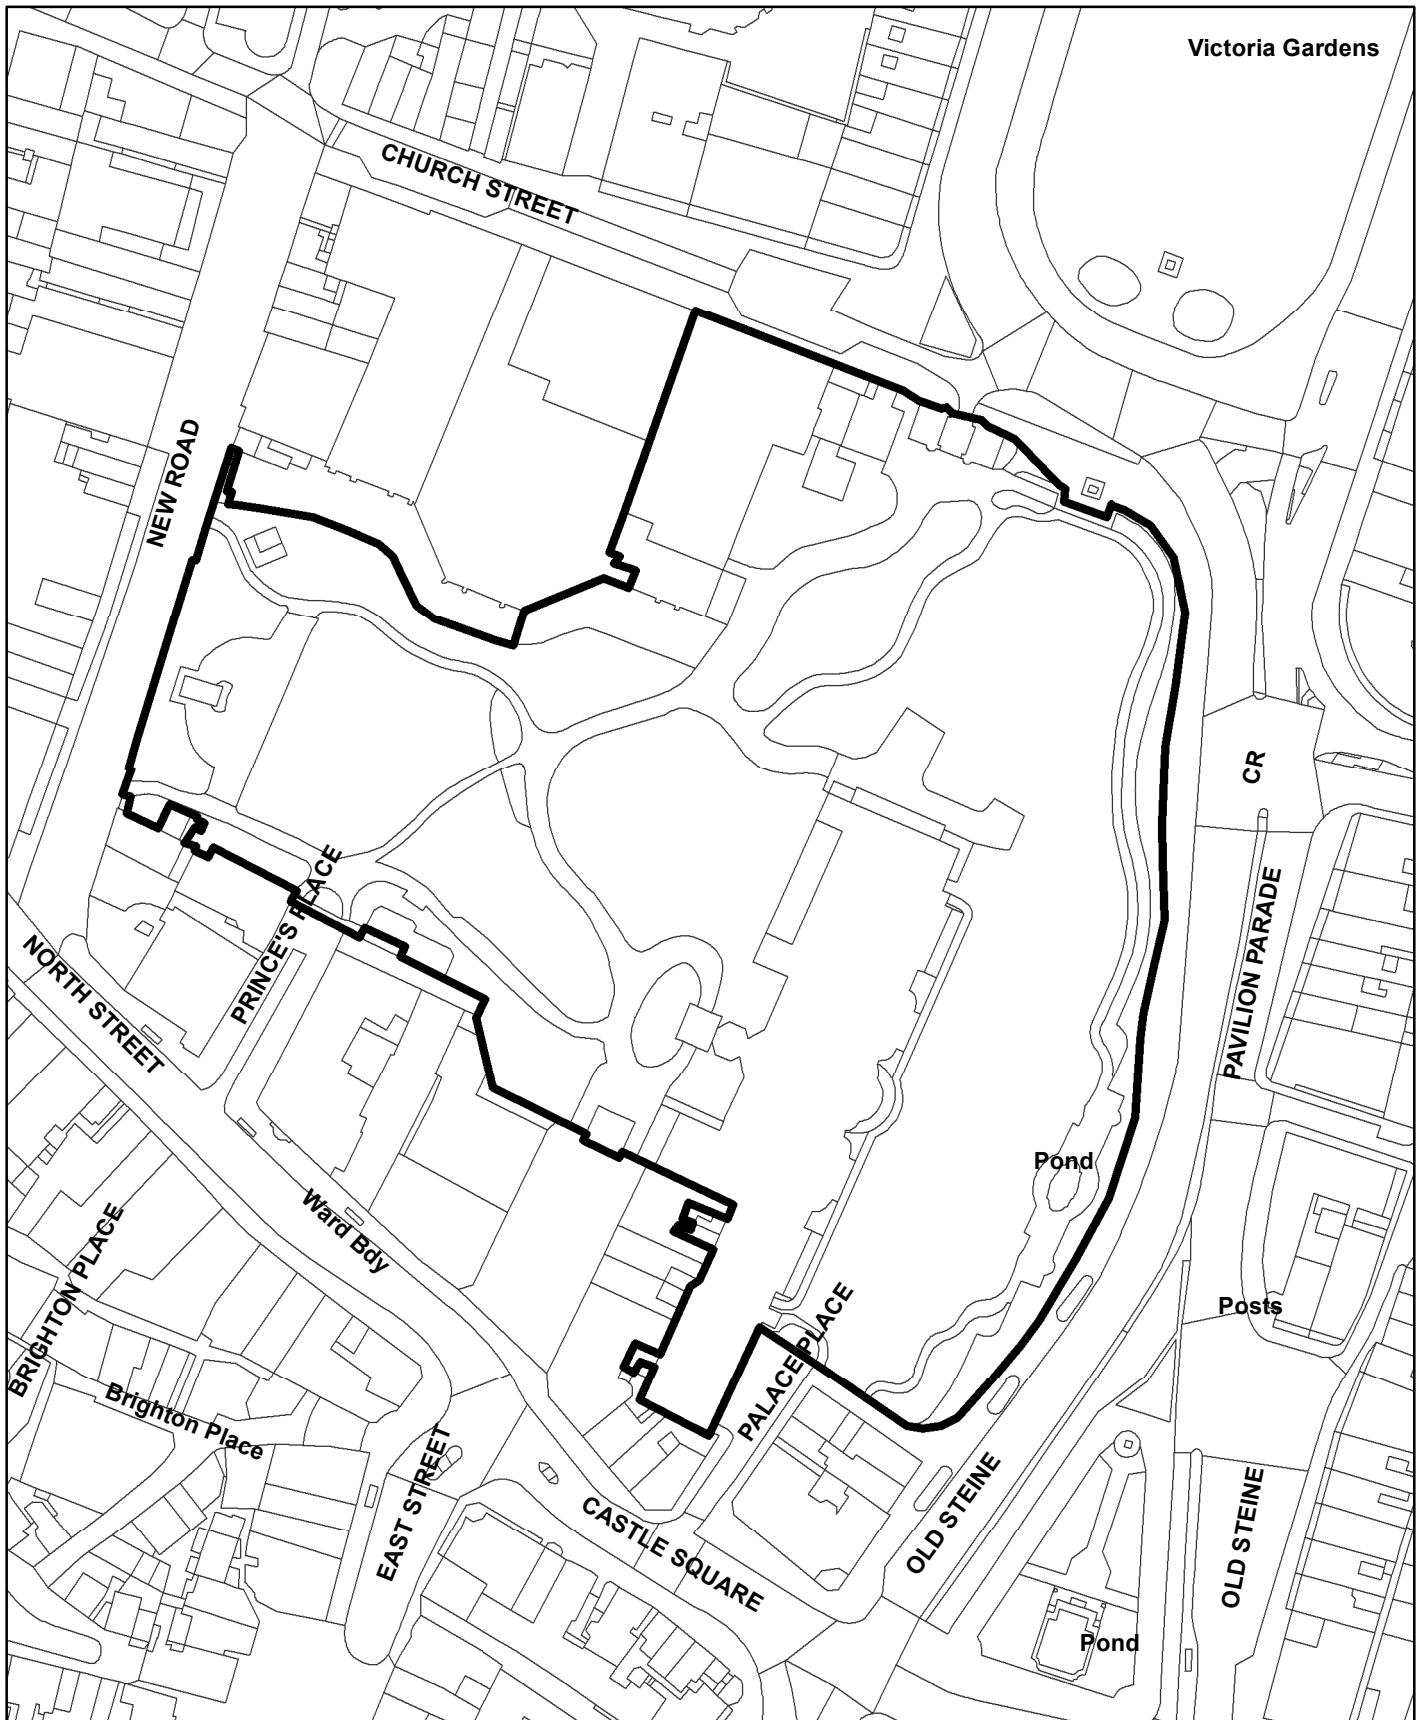 Victoria Gardens
CHURCH STREET
NEW ROAD
CR
PRINCE'S PLACE
PAVILION PARADE
NORTH STREET
Pond
Ward Bdy
BRIGHTON PLACE
Posts
PALACE PLACE
Brighton Place
EAST STREET
CASTLE SQUARE
OLD STEINE
OLD STEINE
Pond